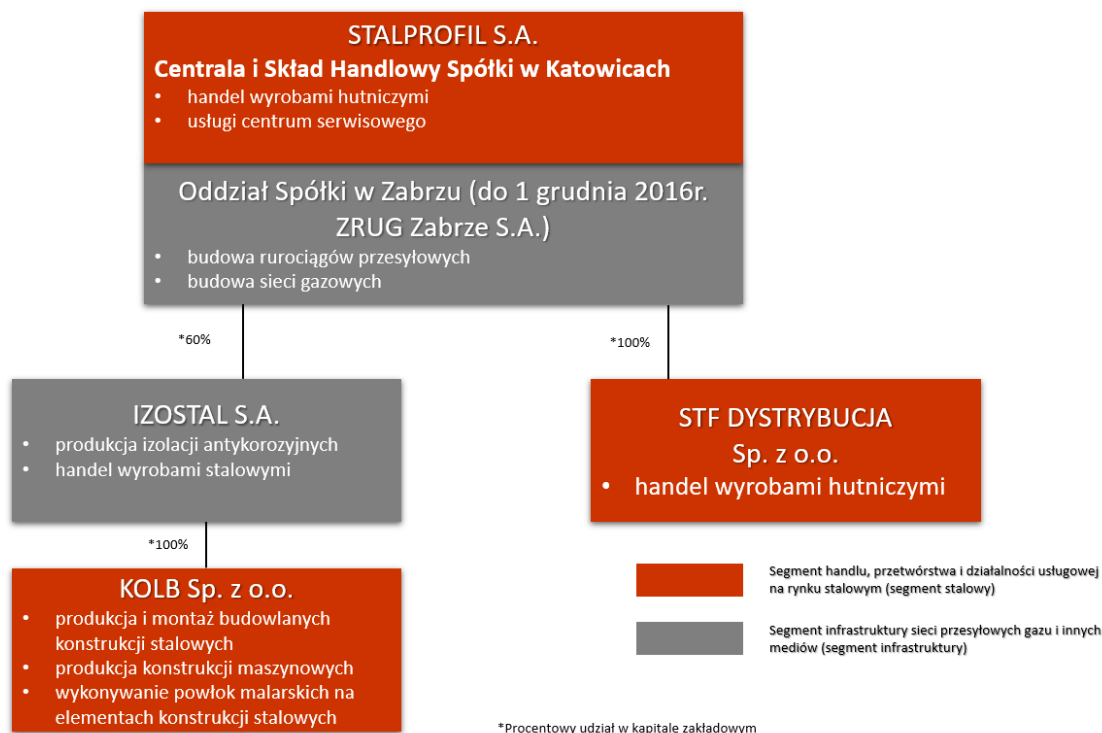 STALPROFIL S.A.
Centrala i Skład Handlowy Spółki w Katowicach
• handel wyrobami hutniczymi
• usługi centrum serwisowego
Oddział Spółki w Zabrzu (do 1 grudnia 2016r.
ZRUG Zabrze S.A.)
• budowa rurociągów przesyłowych
• budowa sieci gazowych
*60%
*100%
IZOSTAL S.A.
• produkcja izolacji antykorozyjnych
• handel wyrobami stalowymi
STF DYSTRYBUCJA
Sp. z o.o.
• handel wyrobami hutniczymi
*100%
KOLB Sp. z o.o.
• produkcja i montaż budowlanych
konstrukcji stalowych
• produkcja konstrukcji maszynowych
• wykonywanie powłok malarskich na
elementach konstrukcji stalowych
Segment handlu, przetwórstwa i działalności usługowej
na rynku stalowym (segment stalowy)
Segment infrastruktury sieci przesyłowych gazu i innych
mediów (segment infrastruktury)
*Procentowy udział w kapitale zakładowym